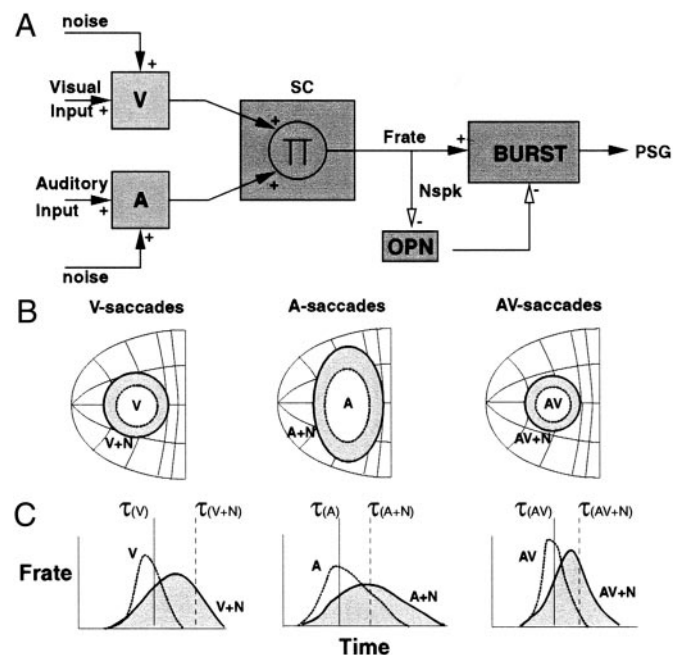 A
noise
+
Visual
Input +
V
SC
+
∏
+
Frate
+
BURST
PSG
Nspk
-
-
OPN
Auditory
Input +
A
+
noise
B
V-saccades
A-saccades
AV-saccades
V
V+N
A
A+N
AV
AV+N
C
τ(V)
τ(V+N)
τ(A)
τ(A+N)
τ(AV)
τ(AV+N)
Frate
V
V+N
A
A+N
AV
AV+N
Time